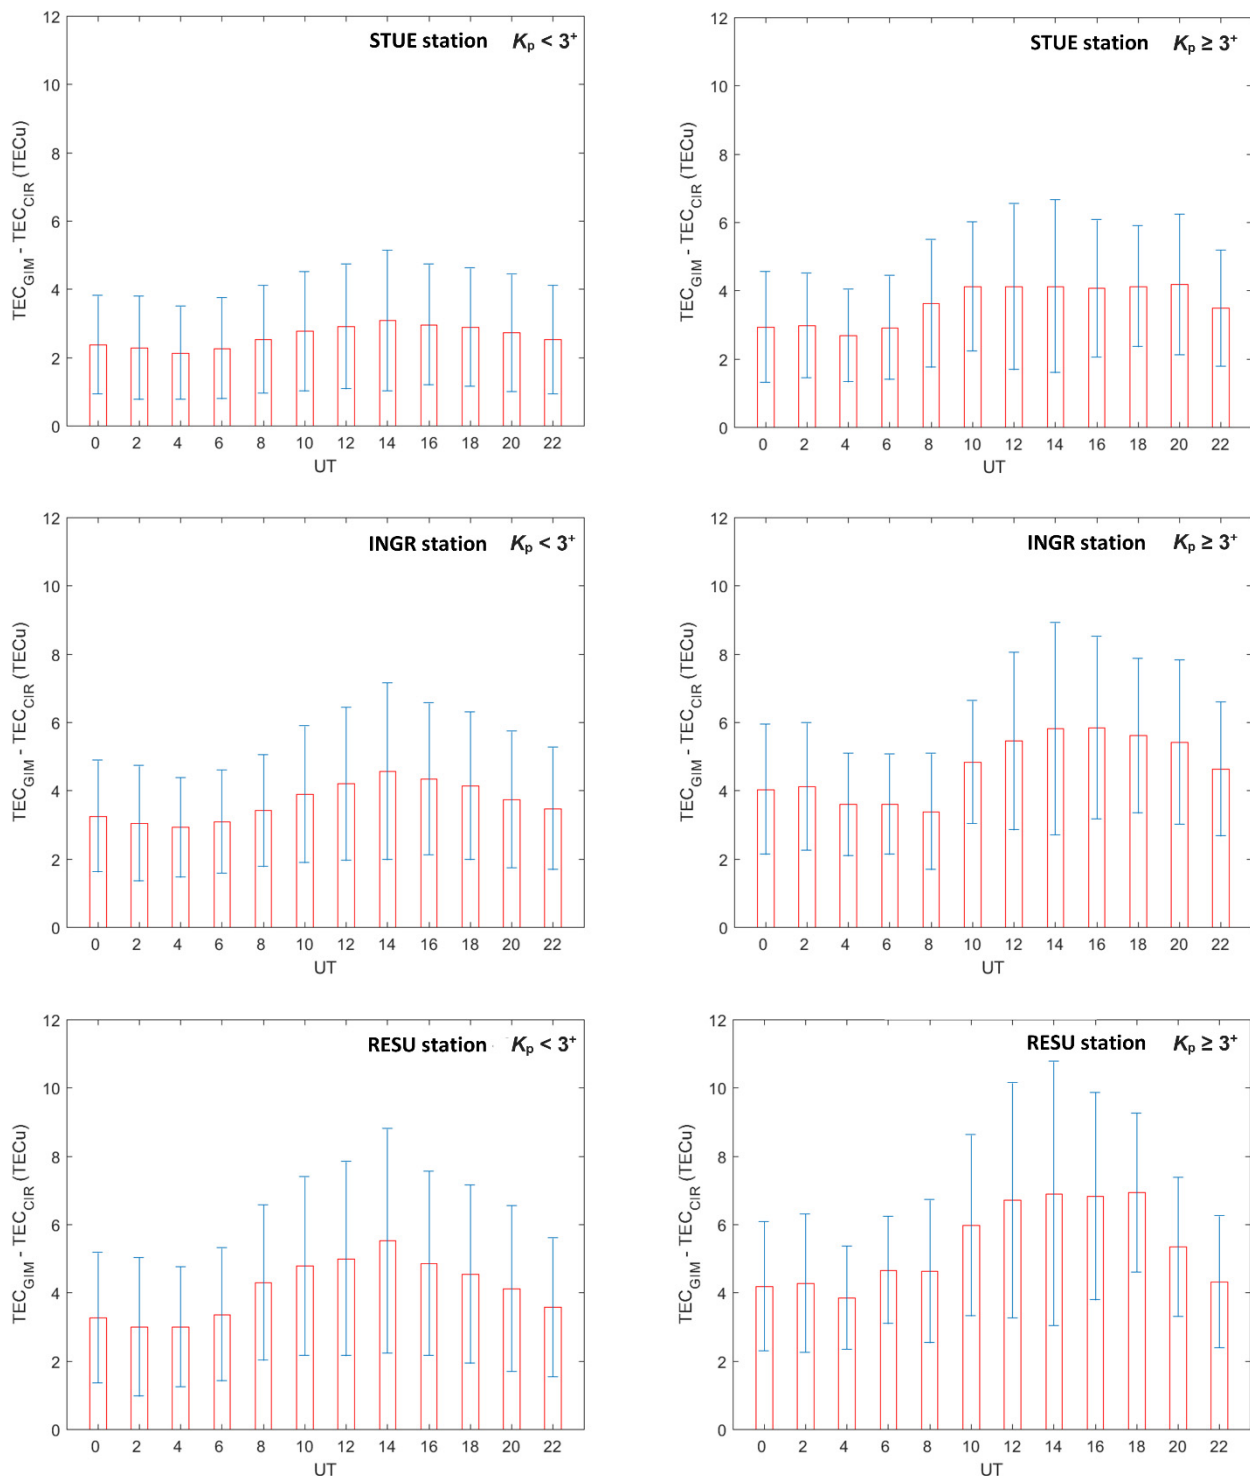 STUE station Kp < 3+
TECGIM - TECCIR (TECu)
12
10
8
6
4
2
0
0 2 4 6 8 10 12 14 16 18 20 22
UT
STUE station Kp ≥ 3+
TECGIM - TECCIR (TECu)
12
10
8
6
4
2
0
0 2 4 6 8 10 12 14 16 18 20 22
UT
INGR station Kp < 3+
TECGIM - TECCIR (TECu)
12
10
8
6
4
2
0
0 2 4 6 8 10 12 14 16 18 20 22
UT
INGR station Kp ≥ 3+
TECGIM - TECCIR (TECu)
12
10
8
6
4
2
0
0 2 4 6 8 10 12 14 16 18 20 22
UT
RESU station Kp < 3+
TECGIM - TECCIR (TECu)
12
10
8
6
4
2
0
0 2 4 6 8 10 12 14 16 18 20 22
UT
RESU station Kp ≥ 3+
TECGIM - TECCIR (TECu)
12
10
8
6
4
2
0
0 2 4 6 8 10 12 14 16 18 20 22
UT